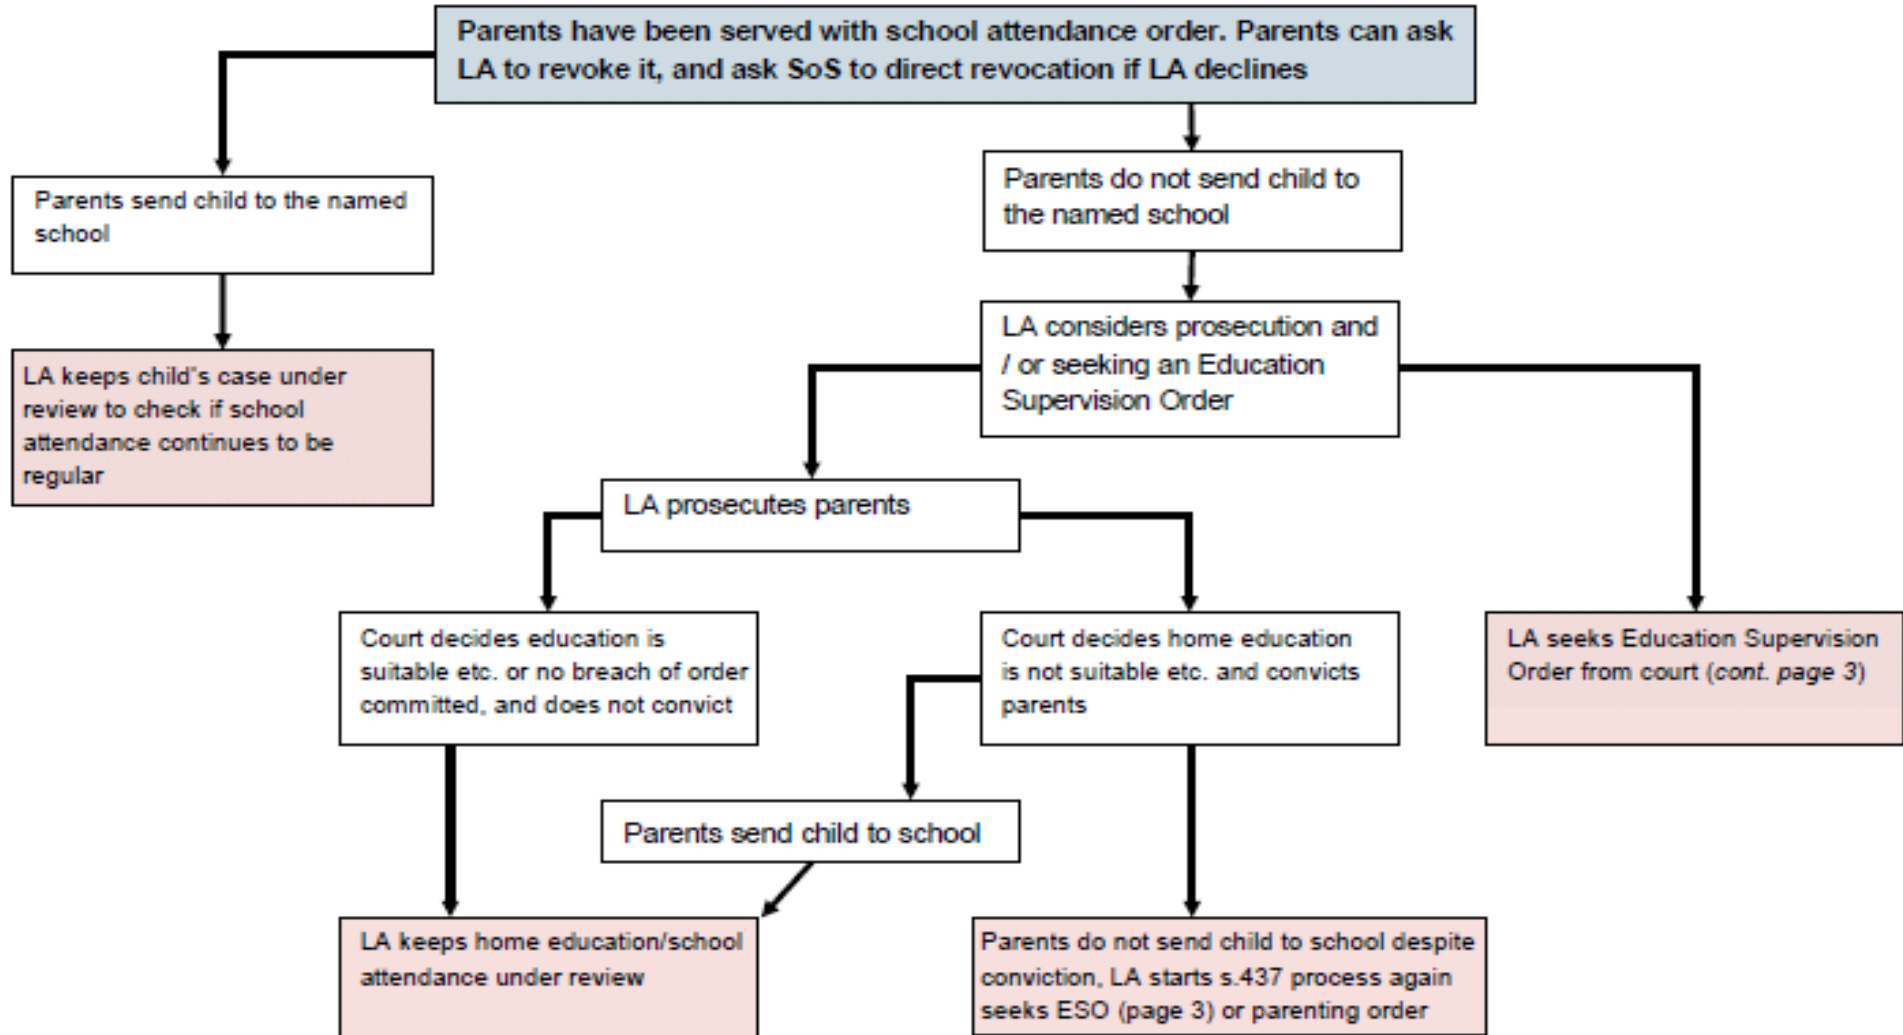 Parents have been served with school attendance order. Parents can ask
LA to revoke it, and ask SoS to direct revocation if LA declines
Parents send child to the named
school
Parents do not send child to
the named school
LA considers prosecution and
/ or seeking an Education
Supervision Order
LA keeps child's case under
review to check if school
attendance continues to be
regular
LA prosecutes parents
Court decides education is
suitable etc. or no breach of order
committed, and does not convict
Court decides home education
is not suitable etc. and convicts
parents
LA seeks Education Supervision
Order from court (cont. page 3)
Parents send child to school
LA keeps home education/school
attendance under review
Parents do not send child to school despite
conviction, LA starts s.437 process again
seeks ESO (page 3) or parenting order